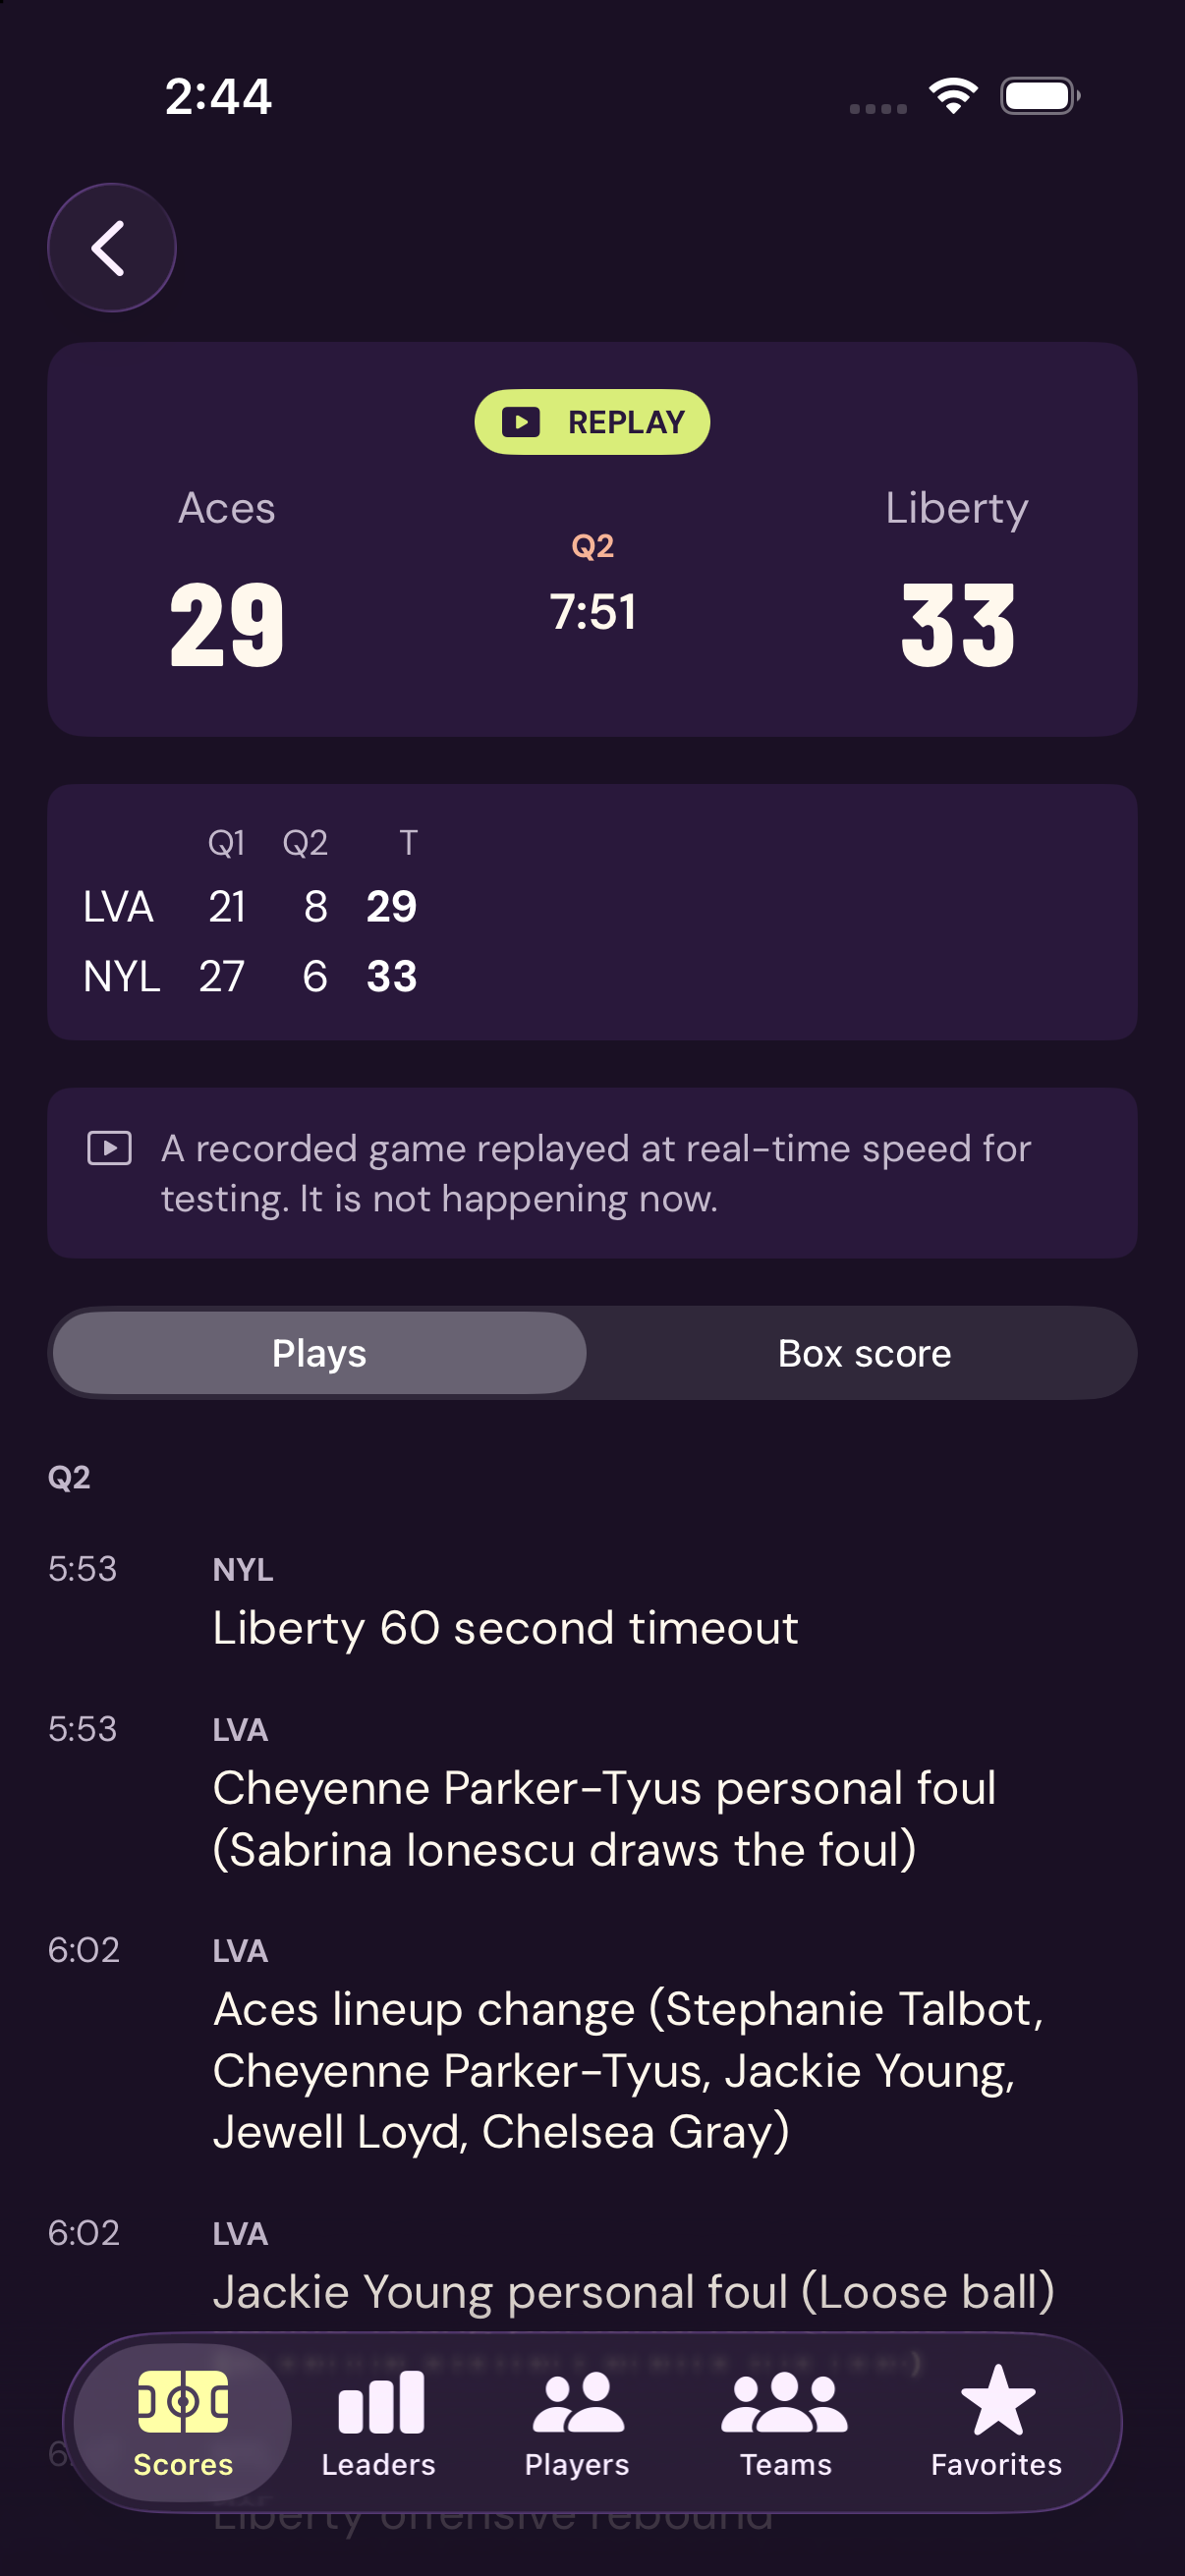 2:44
REPLAY
Aces
Liberty
Q2
29
7:51
33
Q1 Q2 T
LVA 21 8 29
NYL 27 6 33
A recorded game replayed at real-time speed for
testing. It is not happening now.
Plays
Box score
Q2
5:53 NYL
Liberty 60 second timeout
5:53 LVA
Cheyenne Parker-Tyus personal foul
(Sabrina Ionescu draws the foul)
6:02 LVA
Aces lineup change (Stephanie Talbot,
Cheyenne Parker-Tyus, Jackie Young,
Jewell Loyd, Chelsea Gray)
6:02 LVA
Jackie Young personal foul (Loose ball)
Scores Leaders Players Teams Favorites
Liberty offensive rebound